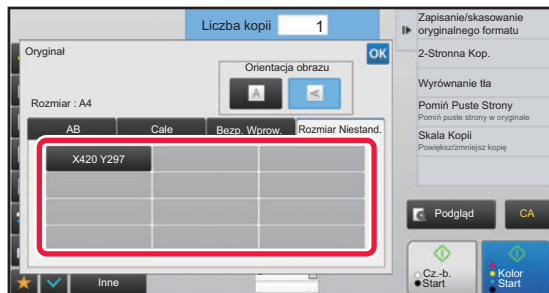 Liczba kopii 1
Zapisanie/skasowanie
oryginalnego formatu
2-Stronna Kop.
Wyrównanie tła
Pomiń Puste Strony
Pomiń puste strony w oryginale
Skala Kopii
Powiększ/zmniejsz kopię
Oryginał
OK
Orientacja obrazu
A A
Rozmiar : A4
AB
Cale
Bezp. Wprow.
Rozmiar Niestand.
X420 Y297
Podgląd
CA
Cz.-b.
Start
Kolor
Start
Inne